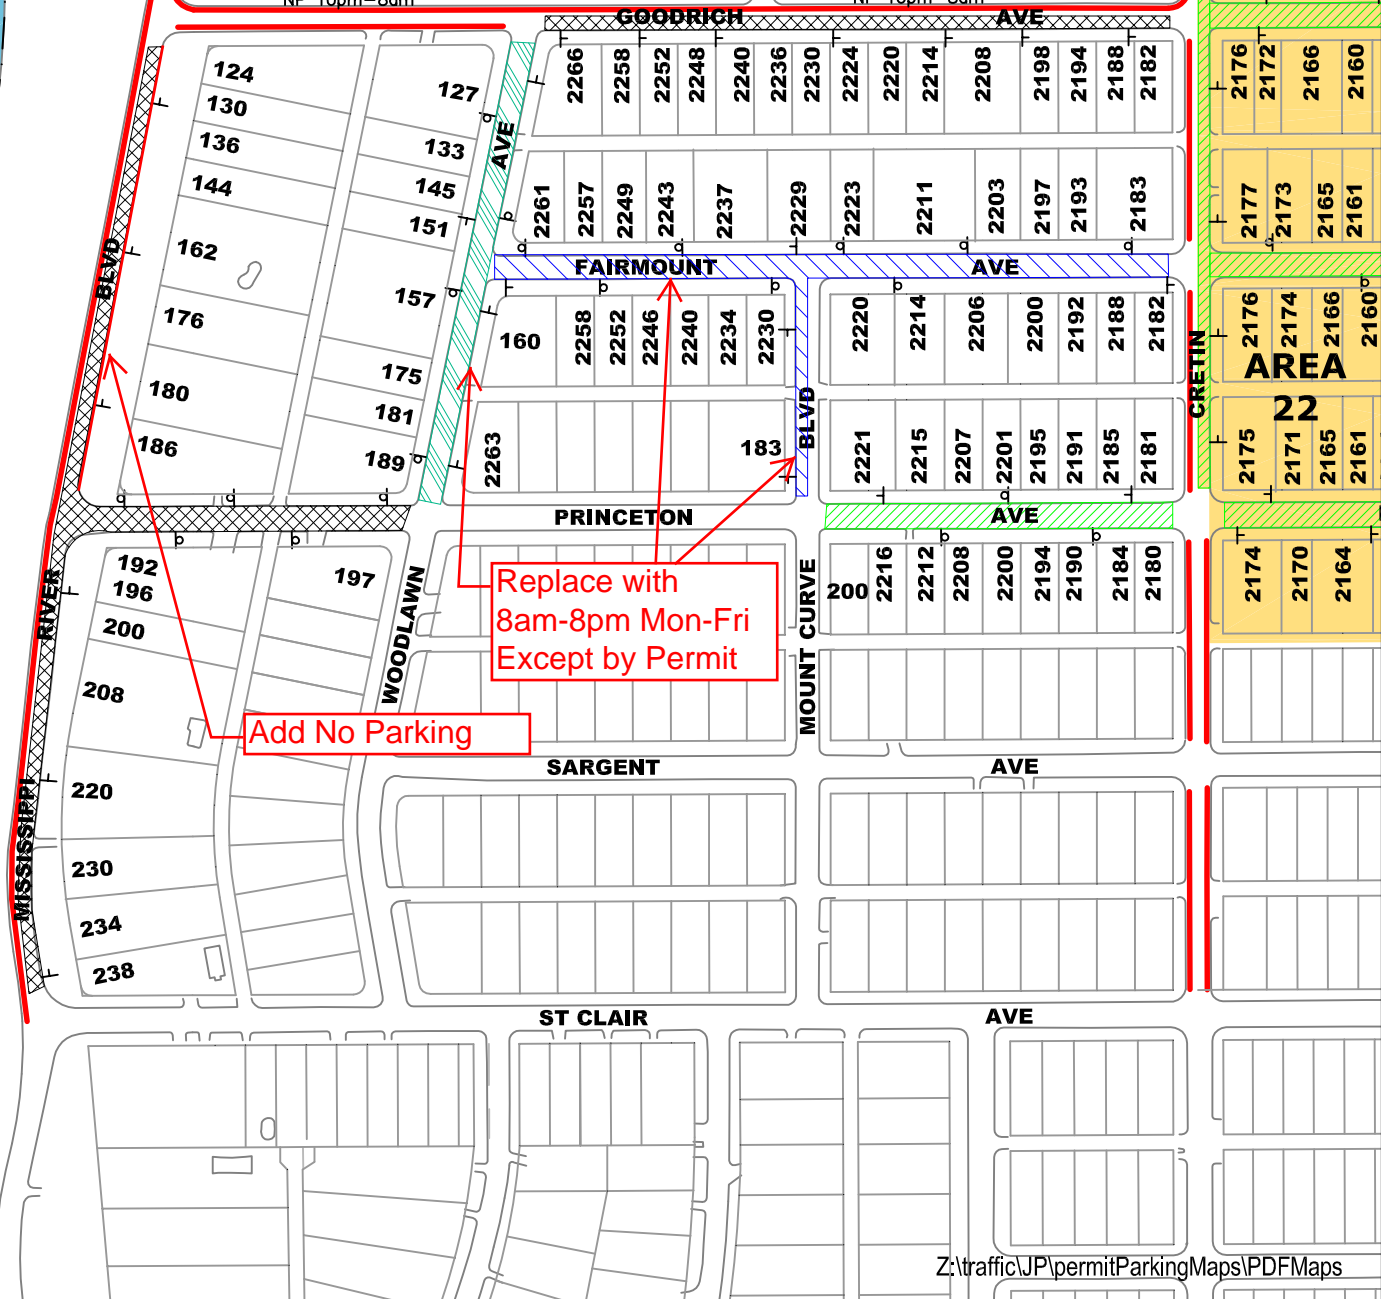 NP 10pm-8am
NP 10pm-8am
GOODRICH AVE
2266 2258 2252 2248 2240 2236 2230 2224 2220 2214 2208 2198 2194 2188 2182
2176 2172 2166 2160
124
130
136
144
162
176
180
186
127
133
145
151
157
175
181
189
AVE
2261 2257 2249 2243 2237 2229 2223 2211 2203 2197 2193 2183
2177 2173 2165 2161
BLVD
FAIRMOUNT AVE
160 2258 2252 2246 2240 2234 2230
2220 2214 2206 2200 2192 2188 2182
2176 2174 2166 2160
CRETIN
AREA
22
BLVD
2263 183
2221 2215 2207 2201 2195 2191 2185 2181
2175 2171 2165 2161
PRINCETON AVE
192
196
200
208
220
230
234
238
197
RIVER
WOODLAWN
MOUNT CURVE
MISSISSIPPI
200 2216 2212 2208 2200 2194 2190 2184 2180
2174 2170 2164
Replace with
8am-8pm Mon-Fri
Except by Permit
Add No Parking
SARGENT AVE
ST CLAIR AVE
Z:\traffic\JP\permitParkingMaps\PDFMaps